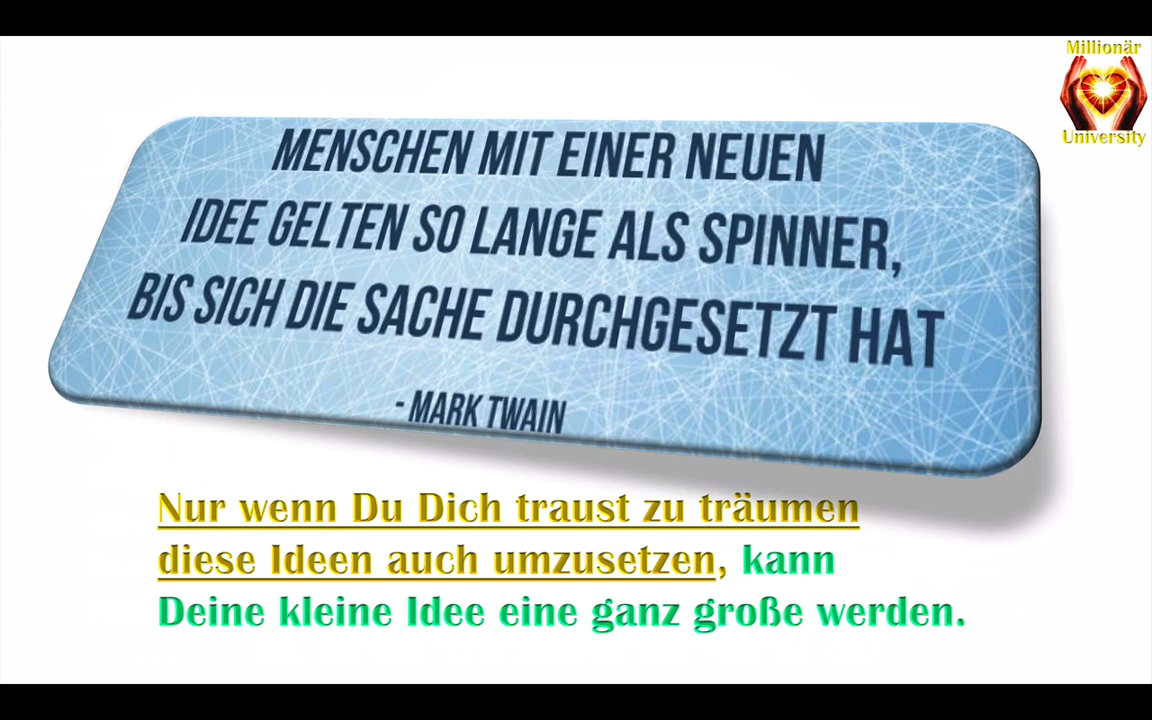 Millionär
University
MENSCHEN MIT EINER NEUEN
IDEE GELTEN SO LANGE ALS SPINNER,
BIS SICH DIE SACHE DURCHGESETZT HAT
- MARK TWAIN
Nur wenn Du Dich traust zu träumen
diese Ideen auch umzusetzen, kann
Deine kleine Idee eine ganz große werden.